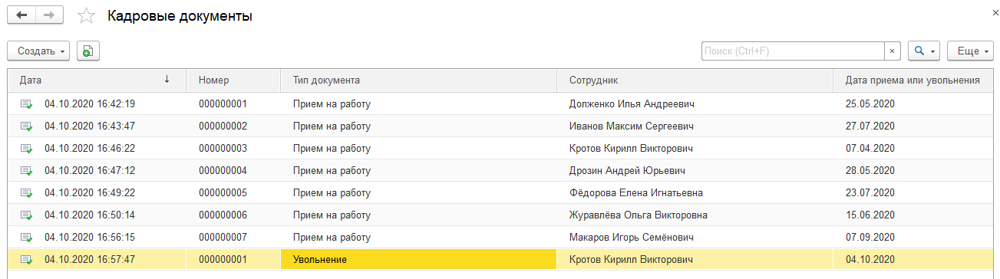 Кадровые документы
Создать Поиск (Ctrl+F) Еще
Дата Номер Тип документа Сотрудник Дата приема или увольнения
04.10.2020 16:42:19 000000001 Прием на работу Долженко Илья Андреевич 25.05.2020
04.10.2020 16:43:47 000000002 Прием на работу Иванов Максим Сергеевич 27.07.2020
04.10.2020 16:46:22 000000003 Прием на работу Кротов Кирилл Викторович 07.04.2020
04.10.2020 16:47:12 000000004 Прием на работу Дрозин Андрей Юрьевич 28.05.2020
04.10.2020 16:49:22 000000005 Прием на работу Фёдорова Елена Игнатьевна 23.07.2020
04.10.2020 16:50:14 000000006 Прием на работу Журавлёва Ольга Викторовна 15.06.2020
04.10.2020 16:56:15 000000007 Прием на работу Макаров Игорь Семёнович 07.09.2020
04.10.2020 16:57:47 000000001 Увольнение Кротов Кирилл Викторович 04.10.2020